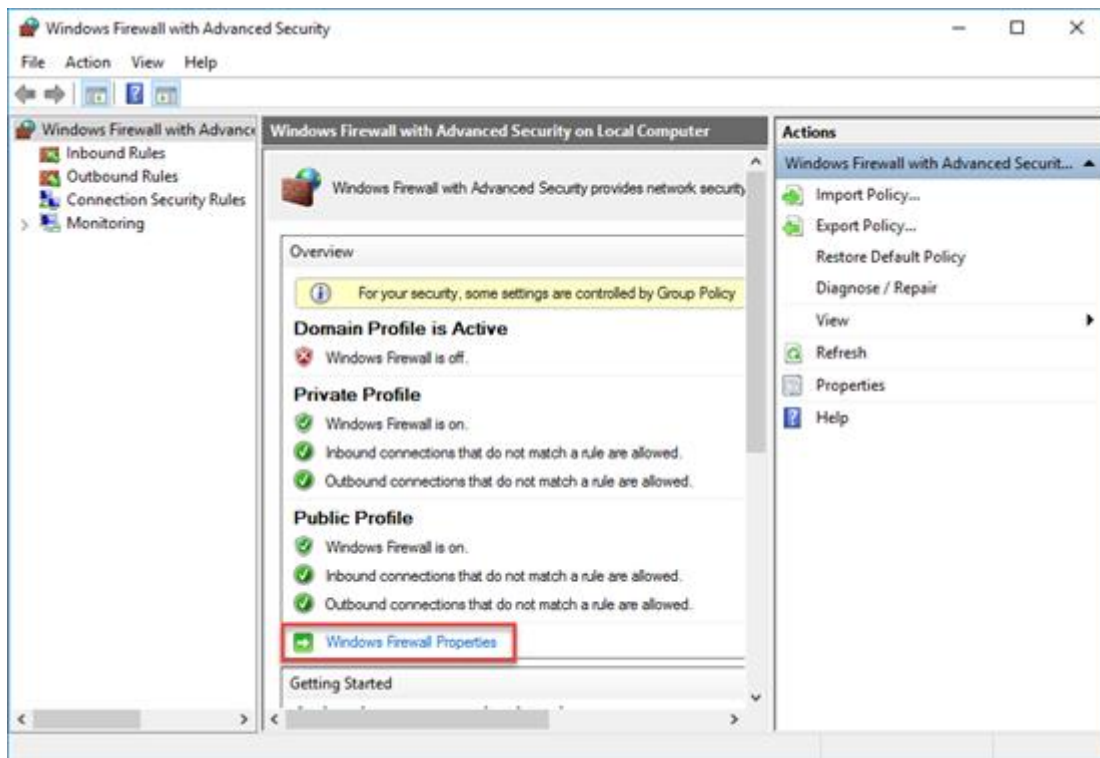 Windows Firewall with Advanced Security
File Action View Help
Windows Firewall with Advance
Inbound Rules
Outbound Rules
Connection Security Rules
Monitoring
Windows Firewall with Advanced Security on Local Computer
Windows Firewall with Advanced Security provides network security
Overview
For your security, some settings are controlled by Group Policy
Domain Profile is Active
Windows Firewall is off.
Private Profile
Windows Firewall is on.
Inbound connections that do not match a rule are allowed.
Outbound connections that do not match a rule are allowed.
Public Profile
Windows Firewall is on.
Inbound connections that do not match a rule are allowed.
Outbound connections that do not match a rule are allowed.
Windows Firewall Properties
Getting Started
Actions
Windows Firewall with Advanced Securit...
Import Policy...
Export Policy...
Restore Default Policy
Diagnose / Repair
View
Refresh
Properties
Help